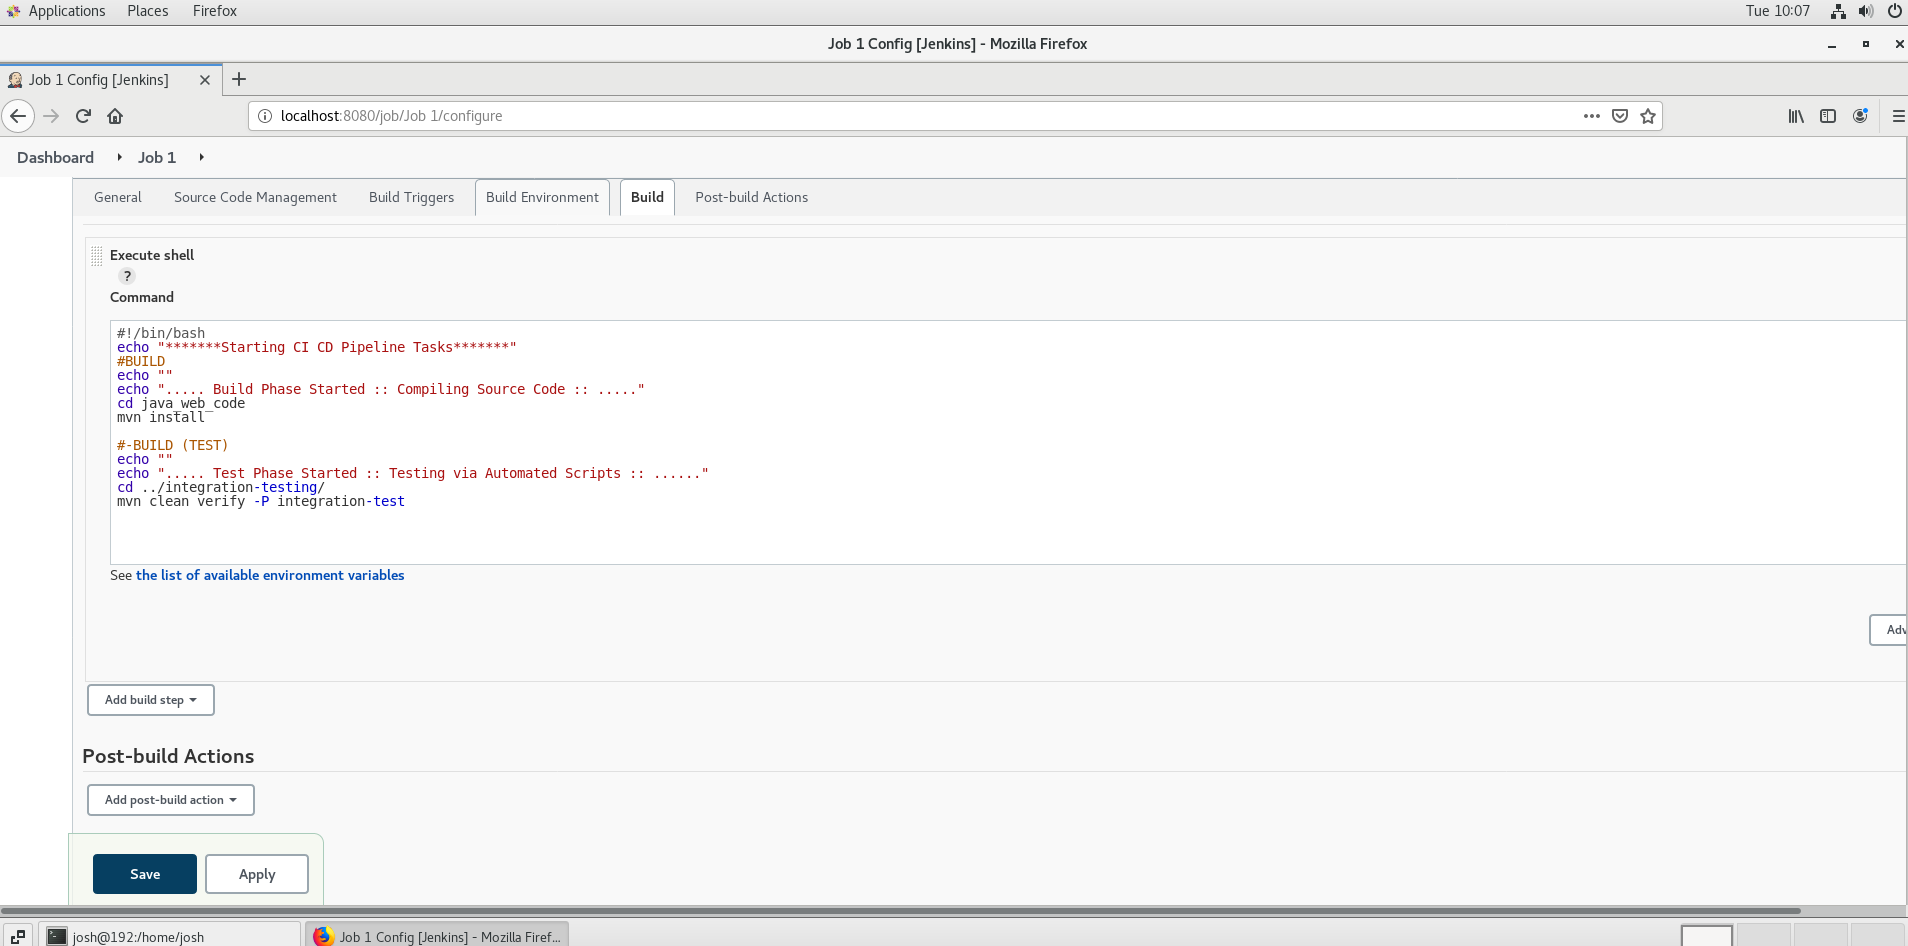 Applications Places Firefox Tue 10:07
Job 1 Config [Jenkins] - Mozilla Firefox
Job 1 Config [Jenkins]
localhost:8080/job/Job 1/configure
Dashboard Job 1
General Source Code Management Build Triggers Build Environment Build Post-build Actions
Execute shell
?
Command
#!/bin/bash
echo "*******Starting CI CD Pipeline Tasks*******"
#BUILD
echo ""
echo "..... Build Phase Started :: Compiling Source Code :: ....."
cd java_web_code
mvn install
#-BUILD (TEST)
echo ""
echo "..... Test Phase Started :: Testing via Automated Scripts :: ......"
cd ../integration-testing/
mvn clean verify -P integration-test
See the list of available environment variables
Adv
Add build step
Post-build Actions
Add post-build action
Save Apply
josh@192:/home/josh Job 1 Config [Jenkins] - Mozilla Firef...